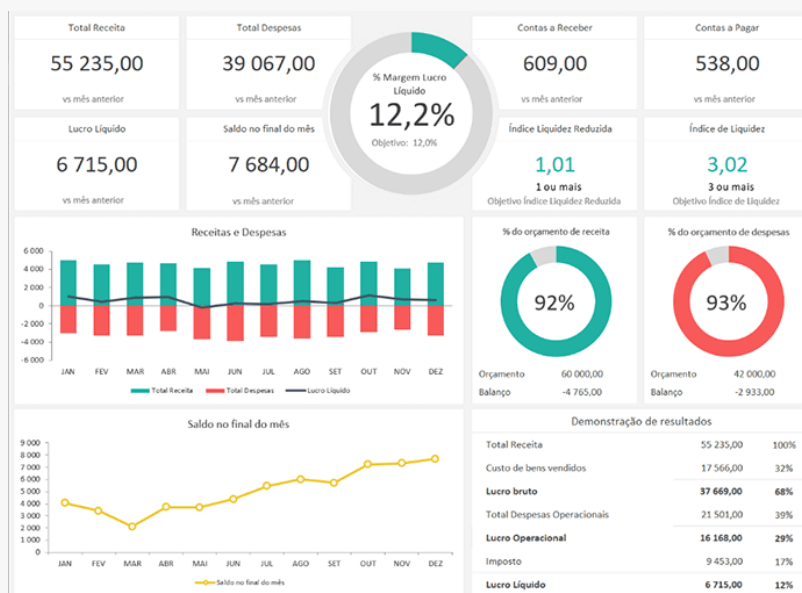 Total Receita
55 235,00
vs mês anterior
Total Despesas
39 067,00
vs mês anterior
% Margem Lucro
Líquido
12,2%
Objetivo: 12,0%
Contas a Receber
609,00
vs mês anterior
Contas a Pagar
538,00
vs mês anterior
Lucro Líquido
6 715,00
vs mês anterior
Saldo no final do mês
7 684,00
vs mês anterior
Índice Liquidez Reduzida
1,01
1 ou mais
Objetivo Índice Liquidez Reduzida
Índice de Liquidez
3,02
3 ou mais
Objetivo Índice de Liquidez
Receitas e Despesas
6 000
4 000
2 000
0
-2 000
-4 000
-6 000
JAN FEV MAR ABR MAI JUN JUL AGO SET OUT NOV DEZ
Total Receita Total Despesas Lucro Líquido
% do orçamento de receita
92%
Orçamento 60 000,00
Balanço -4 765,00
% do orçamento de despesas
93%
Orçamento 42 000,00
Balanço -2 933,00
Saldo no final do mês
9 000
8 000
7 000
6 000
5 000
4 000
3 000
2 000
1 000
0
JAN FEV MAR ABR MAI JUN JUL AGO SET OUT NOV DEZ
Saldo no final do mês
Demonstração de resultados
Total Receita 55 235,00 100%
Custo de bens vendidos 17 566,00 32%
Lucro bruto 37 669,00 68%
Total Despesas Operacionais 21 501,00 39%
Lucro Operacional 16 168,00 29%
Imposto 9 453,00 17%
Lucro Líquido 6 715,00 12%